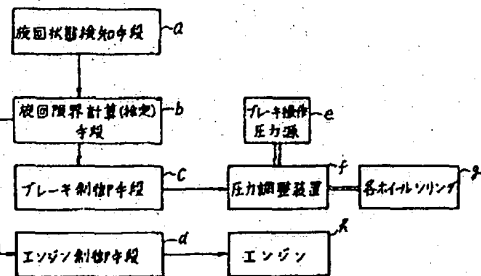 旋回状態検知手段
a
旋回限界計算(推定)
手段
b
ブレーキ操作
圧力源
e
ブレーキ制御手段
c
圧力調整装置
f
各ホイールシリング
g
エンジン制御手段
d
エンジン
h